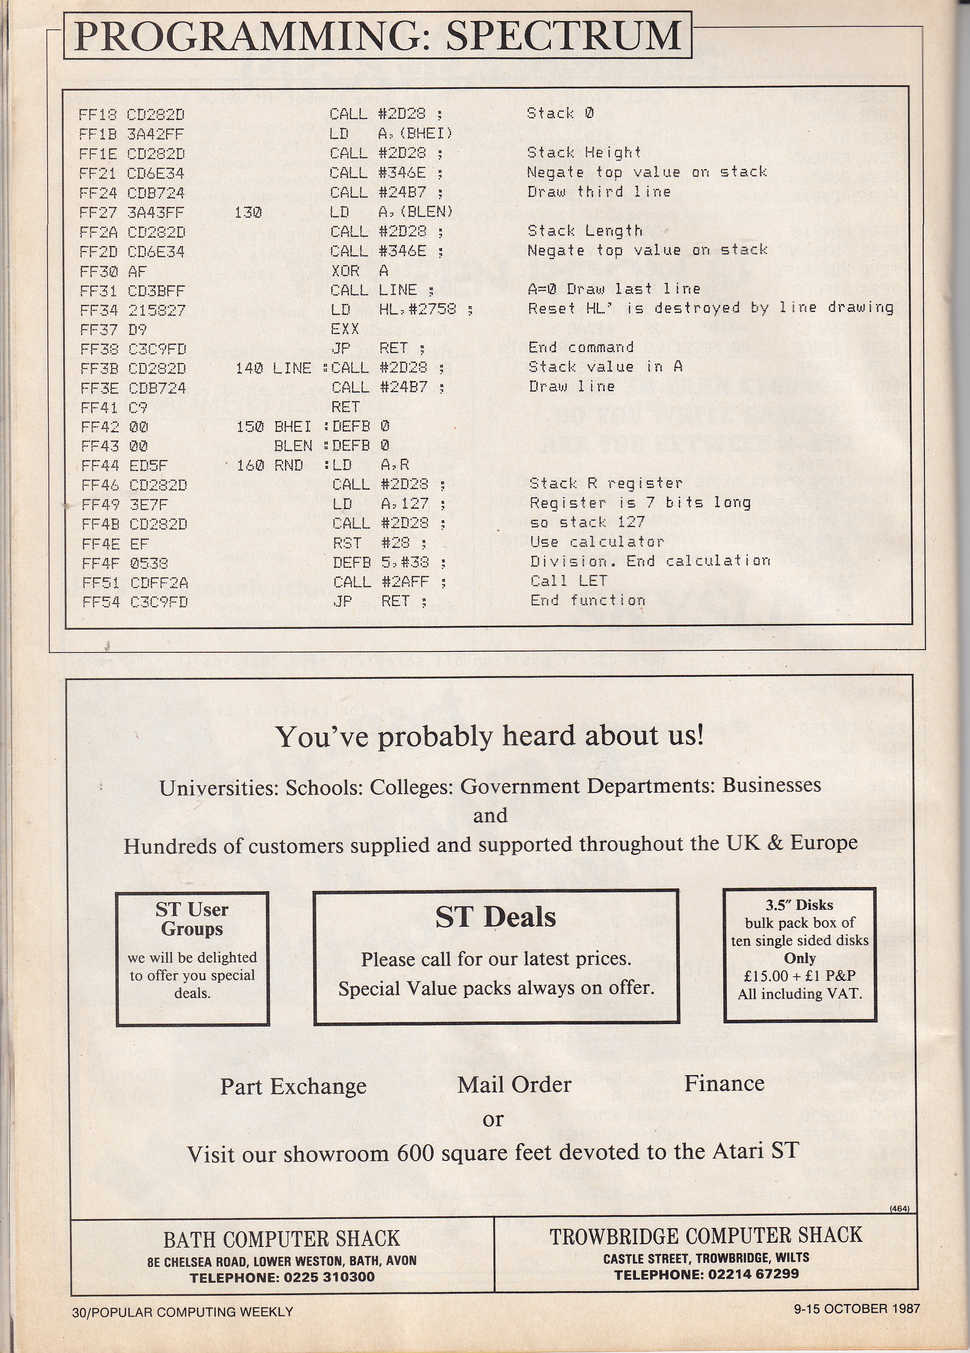 PROGRAMMING: SPECTRUM
FF18 CD282D CALL #2D28 ; Stack 0
FF1B 3A42FF LD A,(BHEI)
FF1E CD282D CALL #2D28 ; Stack Height
FF21 CD6E34 CALL #346E ; Negate top value on stack
FF24 CDB724 CALL #24B7 ; Draw third line
FF27 3A43FF 130 LD A,(BLEN)
FF2A CD282D CALL #2D28 ; Stack Length
FF2D CD6E34 CALL #346E ; Negate top value on stack
FF30 AF XOR A
FF31 CD3BFF CALL LINE ; A=0 Draw last line
FF34 215827 LD HL,#2758 ; Reset HL' is destroyed by line drawing
FF37 D9 EXX
FF38 C3C9FD JP RET ; End command
FF3B CD282D 140 LINE :CALL #2D28 ; Stack value in A
FF3E CDB724 CALL #24B7 ; Draw line
FF41 C9 RET
FF42 00 150 BHEI :DEFB 0
FF43 00 BLEN :DEFB 0
FF44 ED5F 160 RND :LD A,R
FF46 CD282D CALL #2D28 ; Stack R register
FF49 3E7F LD A,127 ; Register is 7 bits long
FF4B CD282D CALL #2D28 ; so stack 127
FF4E EF RST #28 ; Use calculator
FF4F 0538 DEFB 5,#38 ; Division. End calculation
FF51 CDFF2A CALL #2AFF ; Call LET
FF54 C3C9FD JP RET ; End function
You've probably heard about us!
Universities: Schools: Colleges: Government Departments: Businesses
and
Hundreds of customers supplied and supported throughout the UK & Europe
ST User
Groups
we will be delighted
to offer you special
deals.
ST Deals
Please call for our latest prices.
Special Value packs always on offer.
3.5″ Disks
bulk pack box of
ten single sided disks
Only
£15.00 + £1 P&P
All including VAT.
Part Exchange Mail Order Finance
or
Visit our showroom 600 square feet devoted to the Atari ST
(464)
BATH COMPUTER SHACK
8E CHELSEA ROAD, LOWER WESTON, BATH, AVON
TELEPHONE: 0225 310300
TROWBRIDGE COMPUTER SHACK
CASTLE STREET, TROWBRIDGE, WILTS
TELEPHONE: 02214 67299
30/POPULAR COMPUTING WEEKLY
9-15 OCTOBER 1987